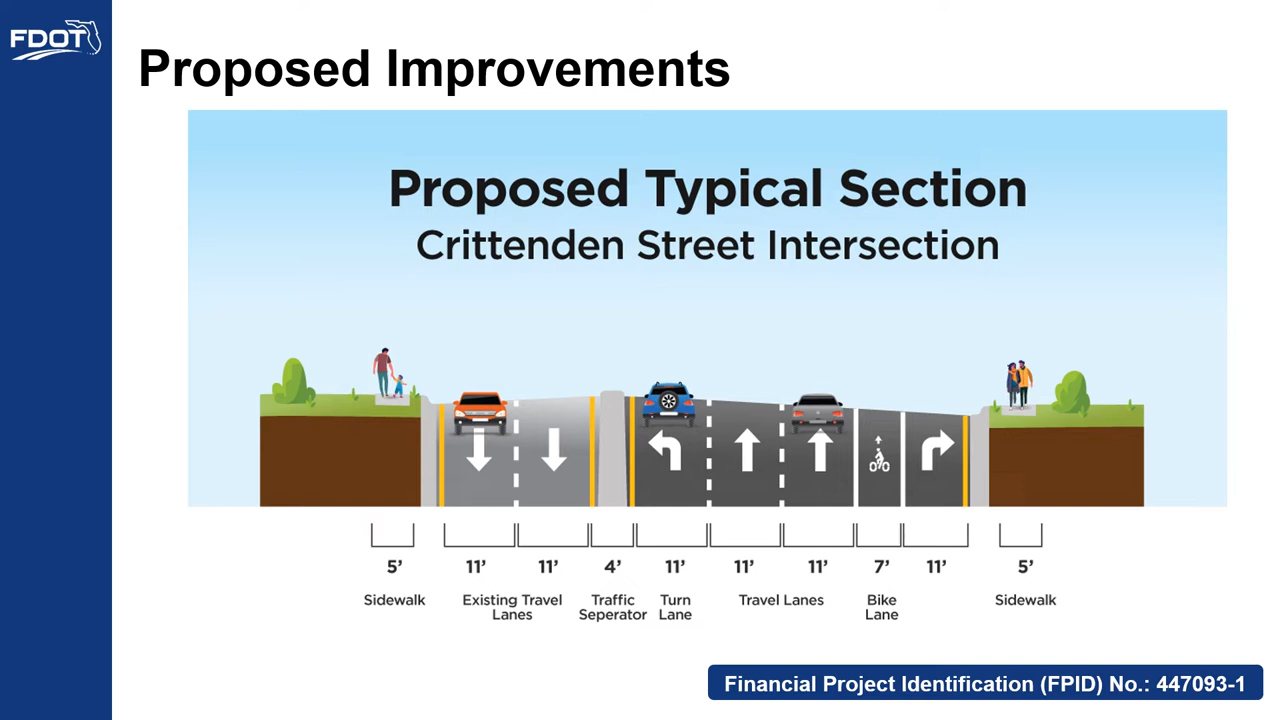 FDOT
Proposed Improvements
Proposed Typical Section
Crittenden Street Intersection
5’ 11’ 11’ 4’ 11’ 11’ 11’ 7’ 11’ 5’
Sidewalk Existing Travel Traffic Turn Travel Lanes Bike Sidewalk
Lanes Seperator Lane Lane
Financial Project Identification (FPID) No.: 447093-1